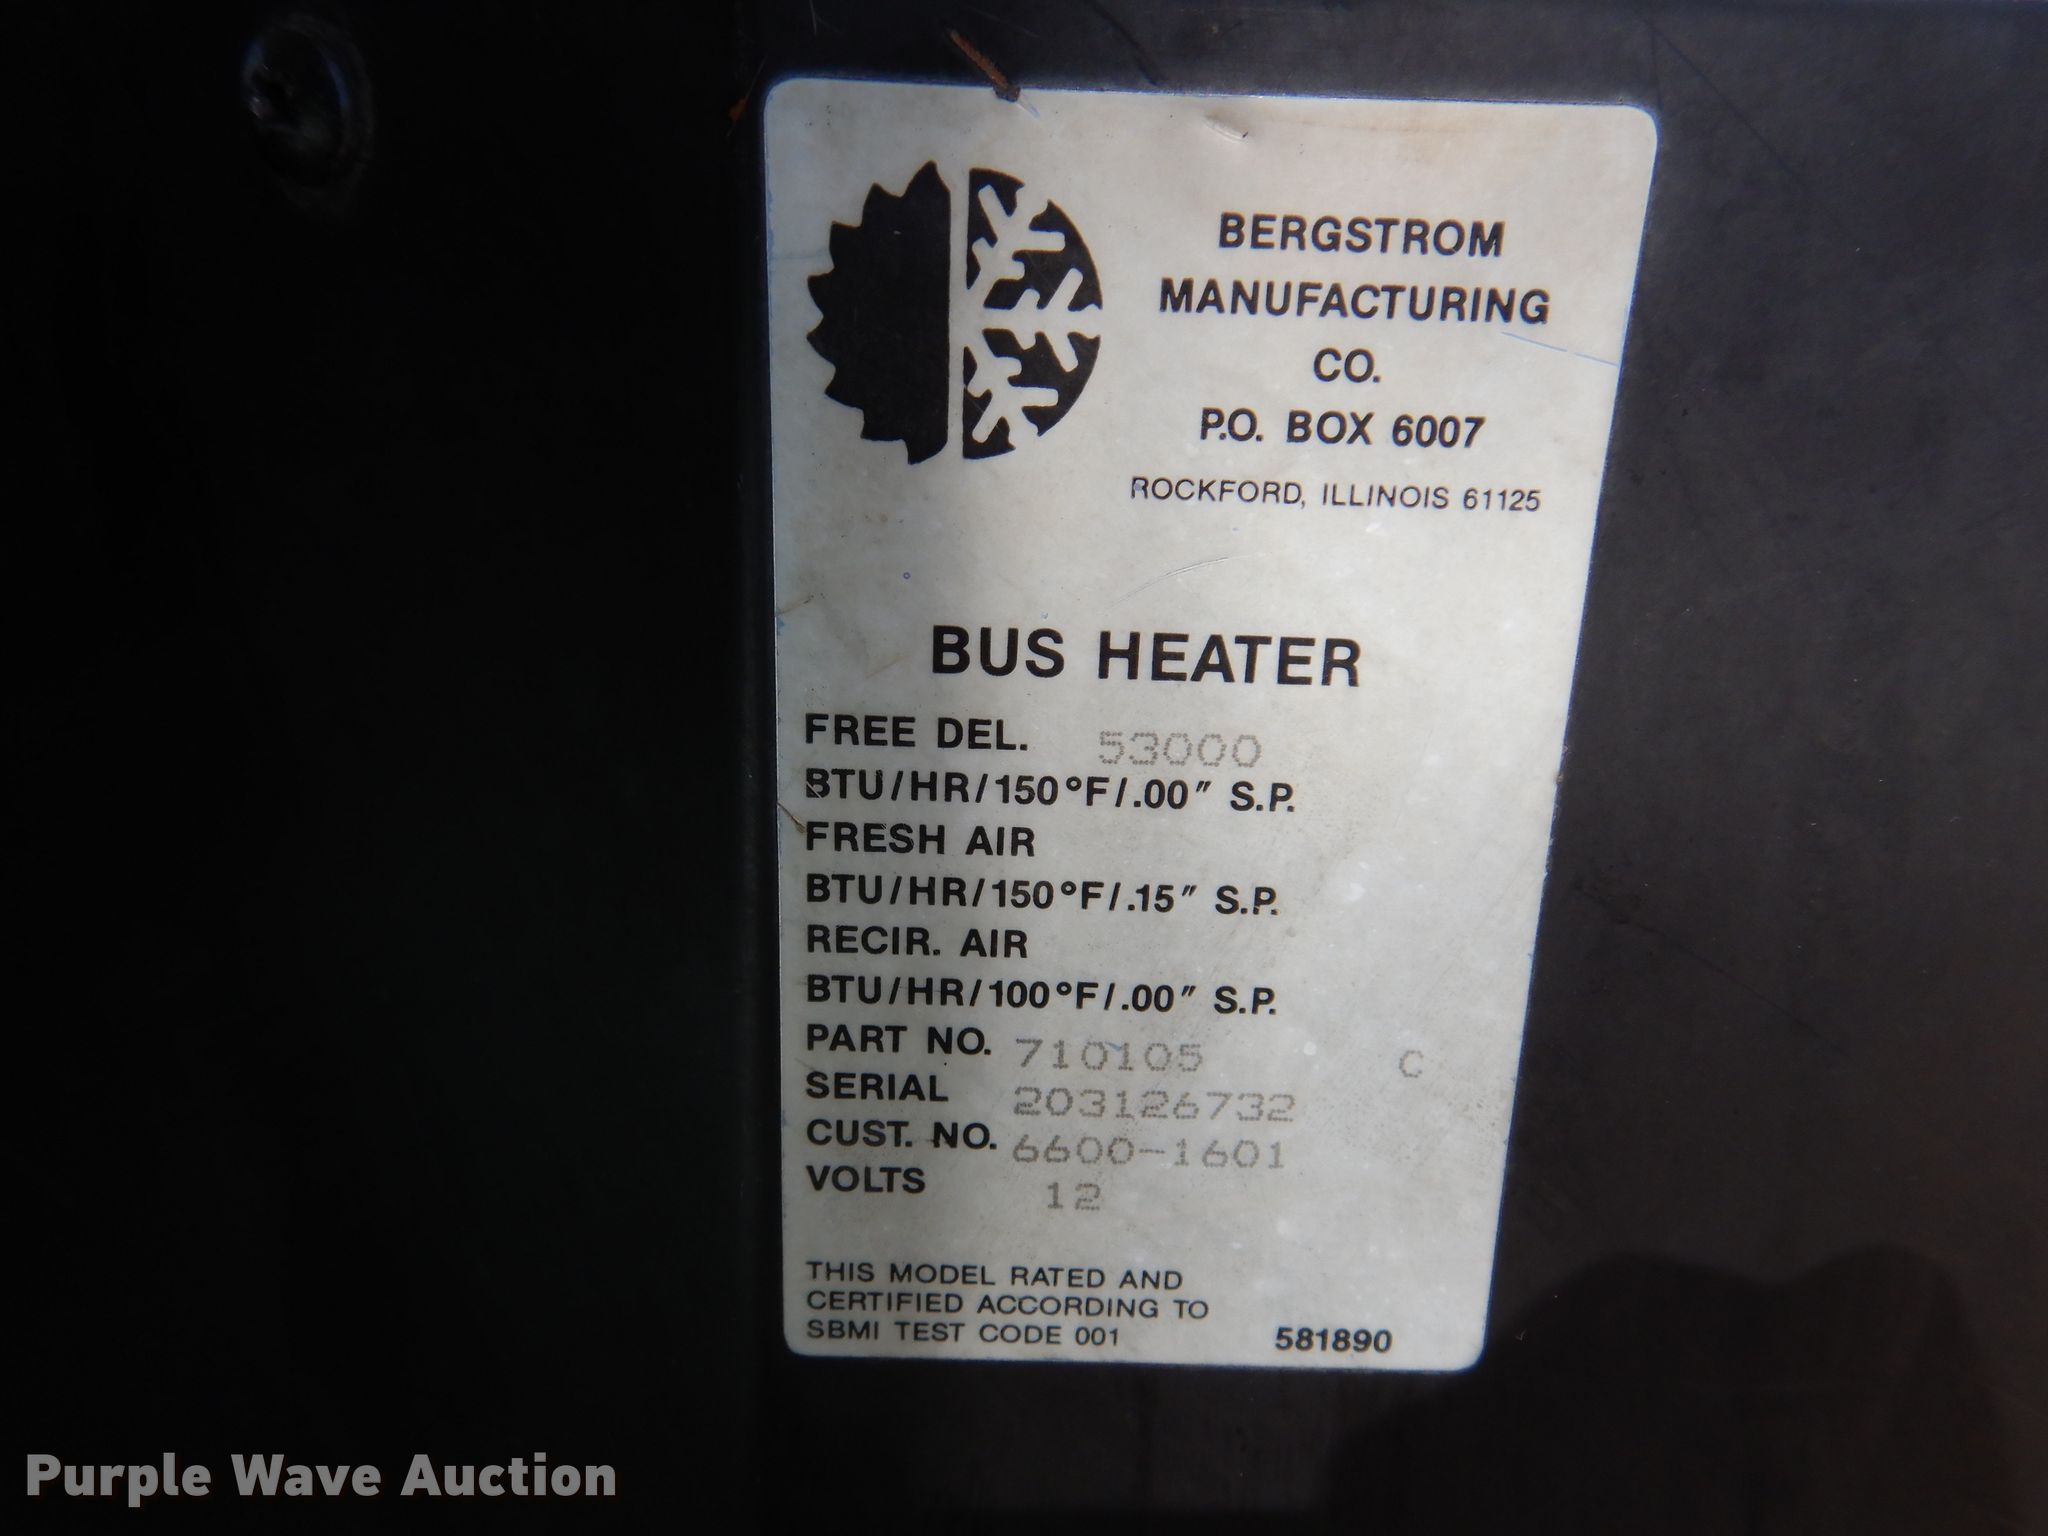 BERGSTROM
MANUFACTURING
CO.
P.O. BOX 6007
ROCKFORD, ILLINOIS 61125
BUS HEATER
FREE DEL. 53000
BTU/HR/150°F/.00" S.P.
FRESH AIR
BTU/HR/150°F/.15" S.P.
RECIR. AIR
BTU/HR/100°F/.00" S.P.
PART NO. 710105 C
SERIAL 203126732
CUST. NO. 6600-1601
VOLTS 12
THIS MODEL RATED AND
CERTIFIED ACCORDING TO
SBMI TEST CODE 001 581890
Purple Wave Auction